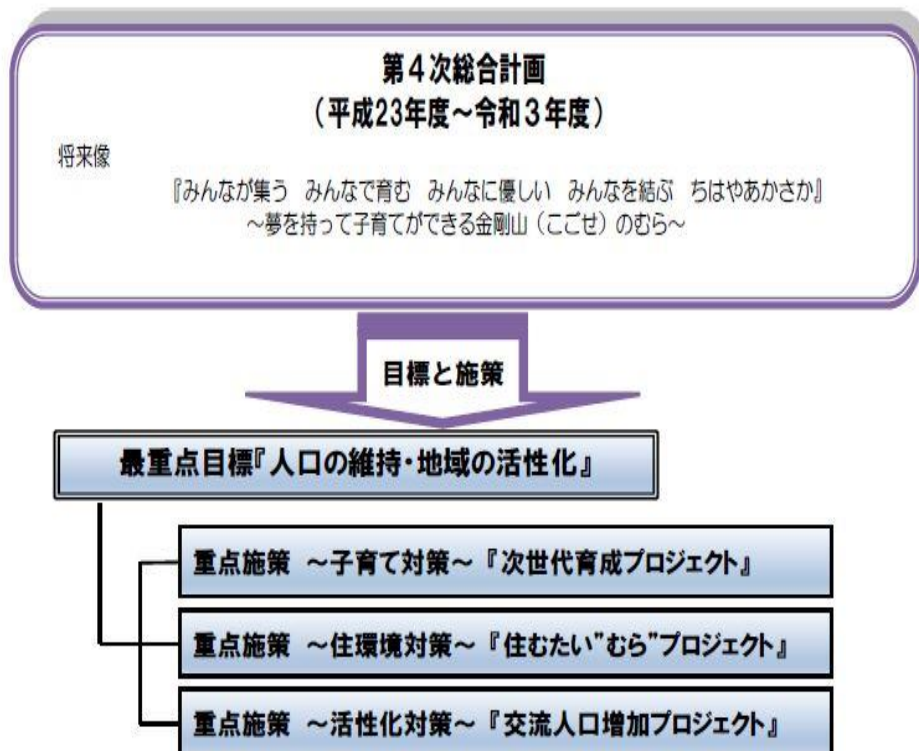 第４次総合計画
（平成23年度～令和３年度）
将来像
『みんなが集う　みんなで育む　みんなに優しい　みんなを結ぶ　ちはやあかさか』
～夢を持って子育てができる金剛山（こごせ）のむら～
目標と施策
最重点目標『人口の維持・地域の活性化』
重点施策　～子育て対策～『次世代育成プロジェクト』
重点施策　～住環境対策～『住むたい”むら”プロジェクト』
重点施策　～活性化対策～『交流人口増加プロジェクト』